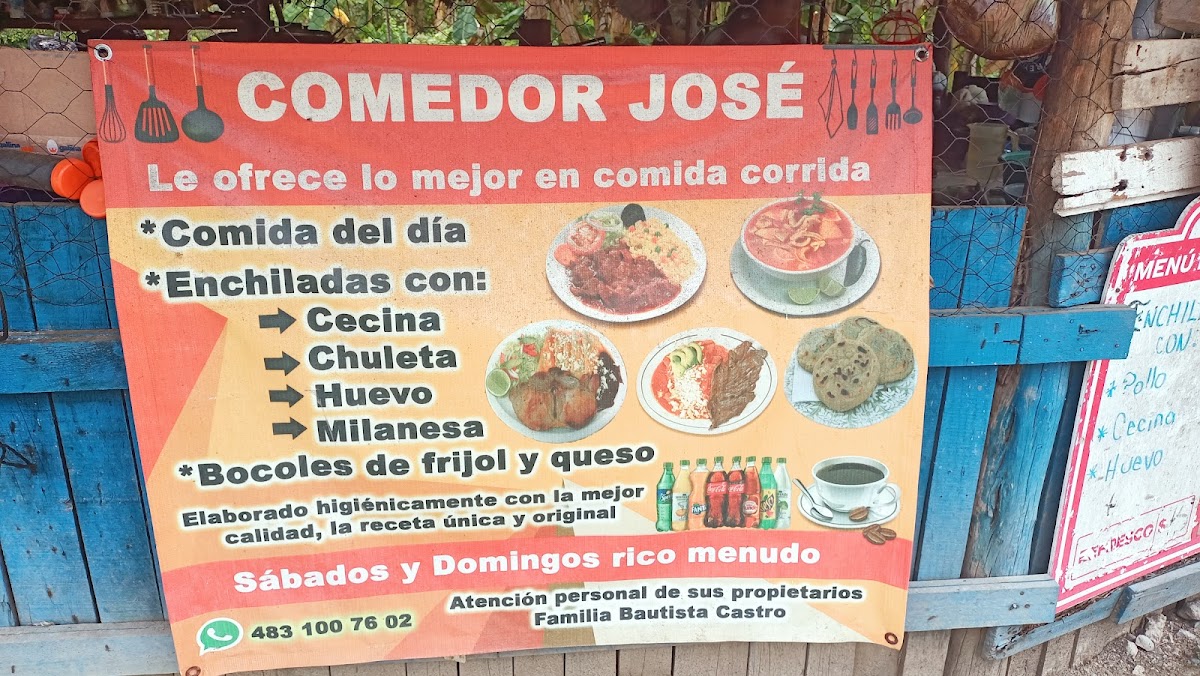 COMEDOR JOSÉ
Le ofrece lo mejor en comida corrida
*Comida del día
*Enchiladas con:
Cecina
Chuleta
Huevo
Milanesa
*Bocoles de frijol y queso
Elaborado higiénicamente con la mejor
calidad, la receta única y original
Sábados y Domingos rico menudo
Atención personal de sus propietarios
Familia Bautista Castro
483 100 76 02
MENÚ
ENCHIL
CON:
*Pollo
*Cecina
*Huevo
REFRESCO $